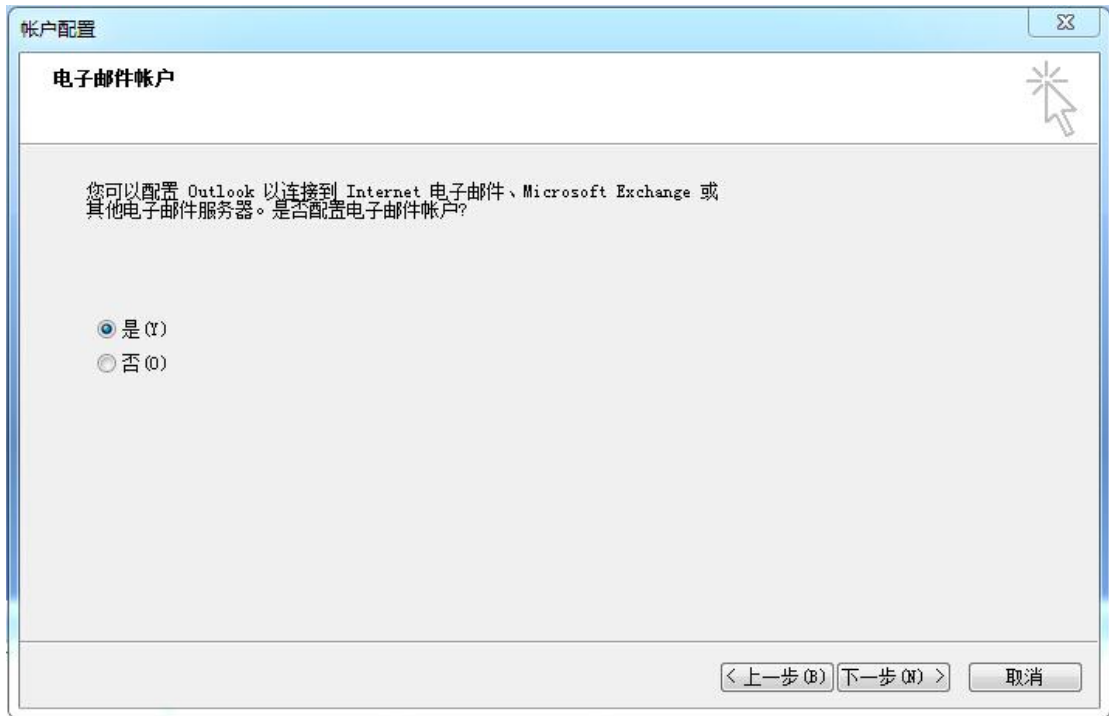 帐户配置
电子邮件帐户
您可以配置 Outlook 以连接到 Internet 电子邮件、Microsoft Exchange 或
其他电子邮件服务器。是否配置电子邮件帐户?
是(Y)
否(O)
< 上一步(B) 下一步(N) > 取消